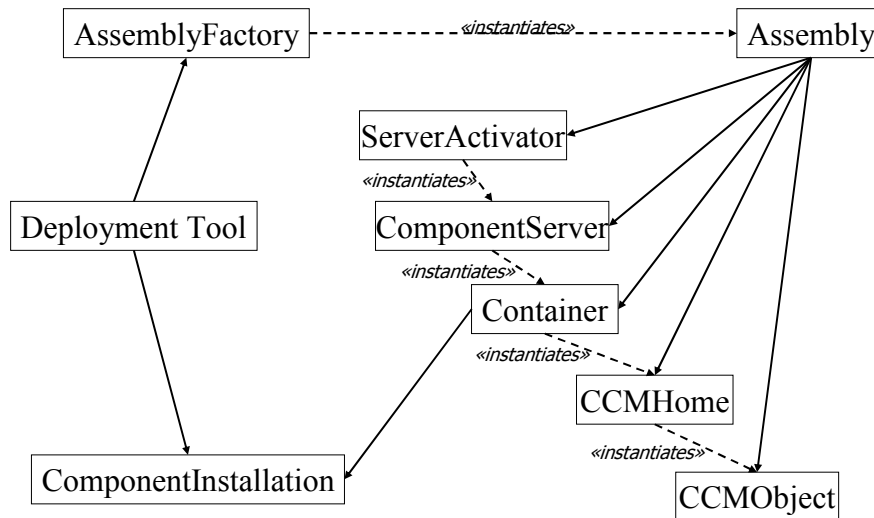 AssemblyFactory
«instantiates»
Assembly
ServerActivator
«instantiates»
Deployment Tool
ComponentServer
«instantiates»
Container
«instantiates»
CCMHome
«instantiates»
ComponentInstallation
CCMObject